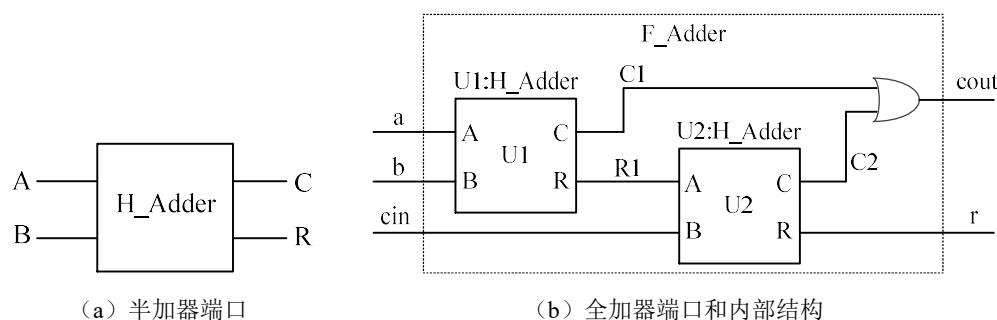 F_Adder
C1
cout
U1:H_Adder
a
A
C
U1
b
B
R
R1
U2:H_Adder
C2
A
C
U2
cin
B
R
r
A
C
H_Adder
B
R
（a）半加器端口
（b）全加器端口和内部结构